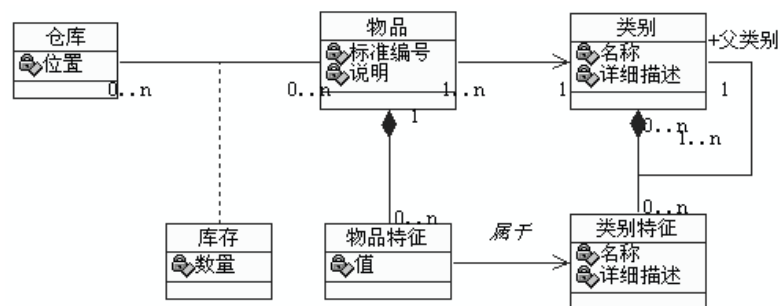 仓库
位置
0..n
0..n
物品
标准编号
说明
1..n
1
1
类别
名称
详细描述
+父类别
1
0..n
1..n
库存
数量
0..n
物品特征
值
属于
0..n
类别特征
名称
详细描述